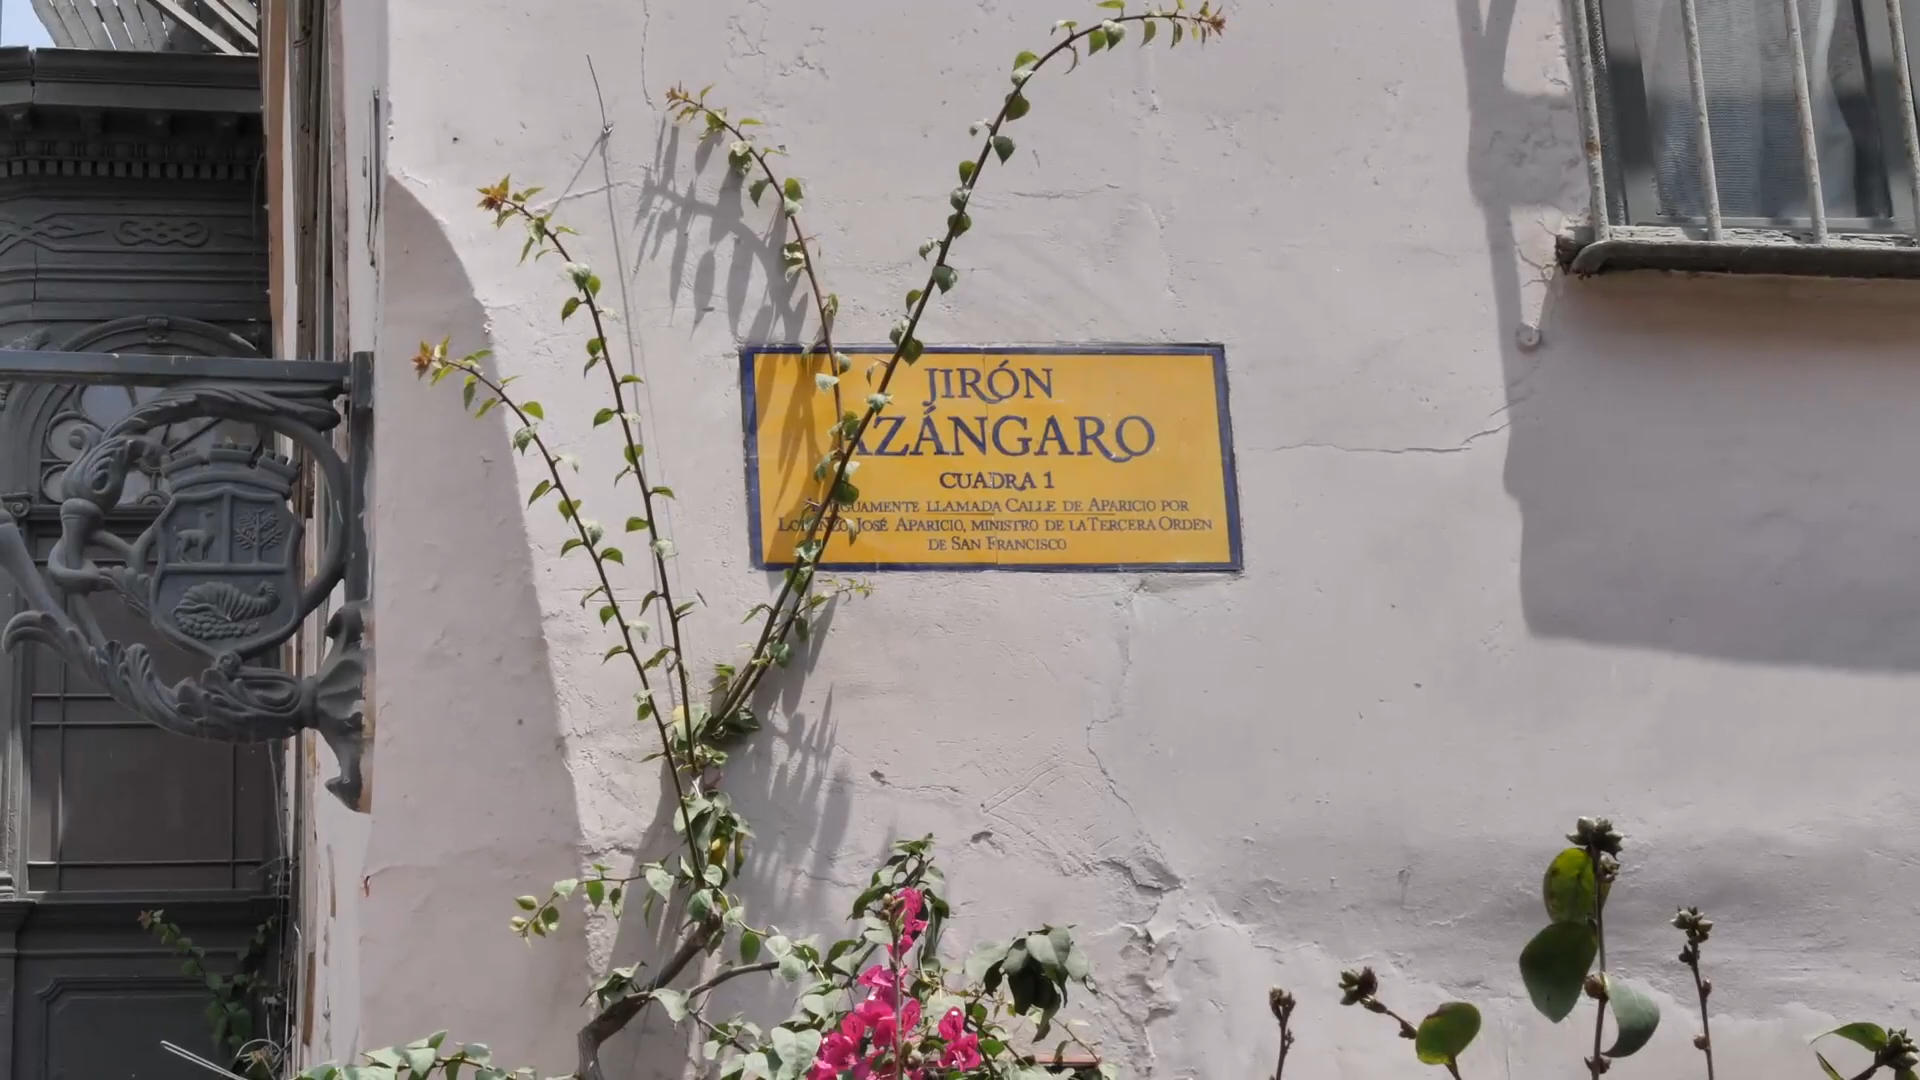 JIRÓN
AZÁNGARO
CUADRA 1
LLAMADA CALLE DE APARICIO POR
JOSÉ APARICIO, MINISTRO DE LA TERCERA ORDEN
DE SAN FRANCISCO